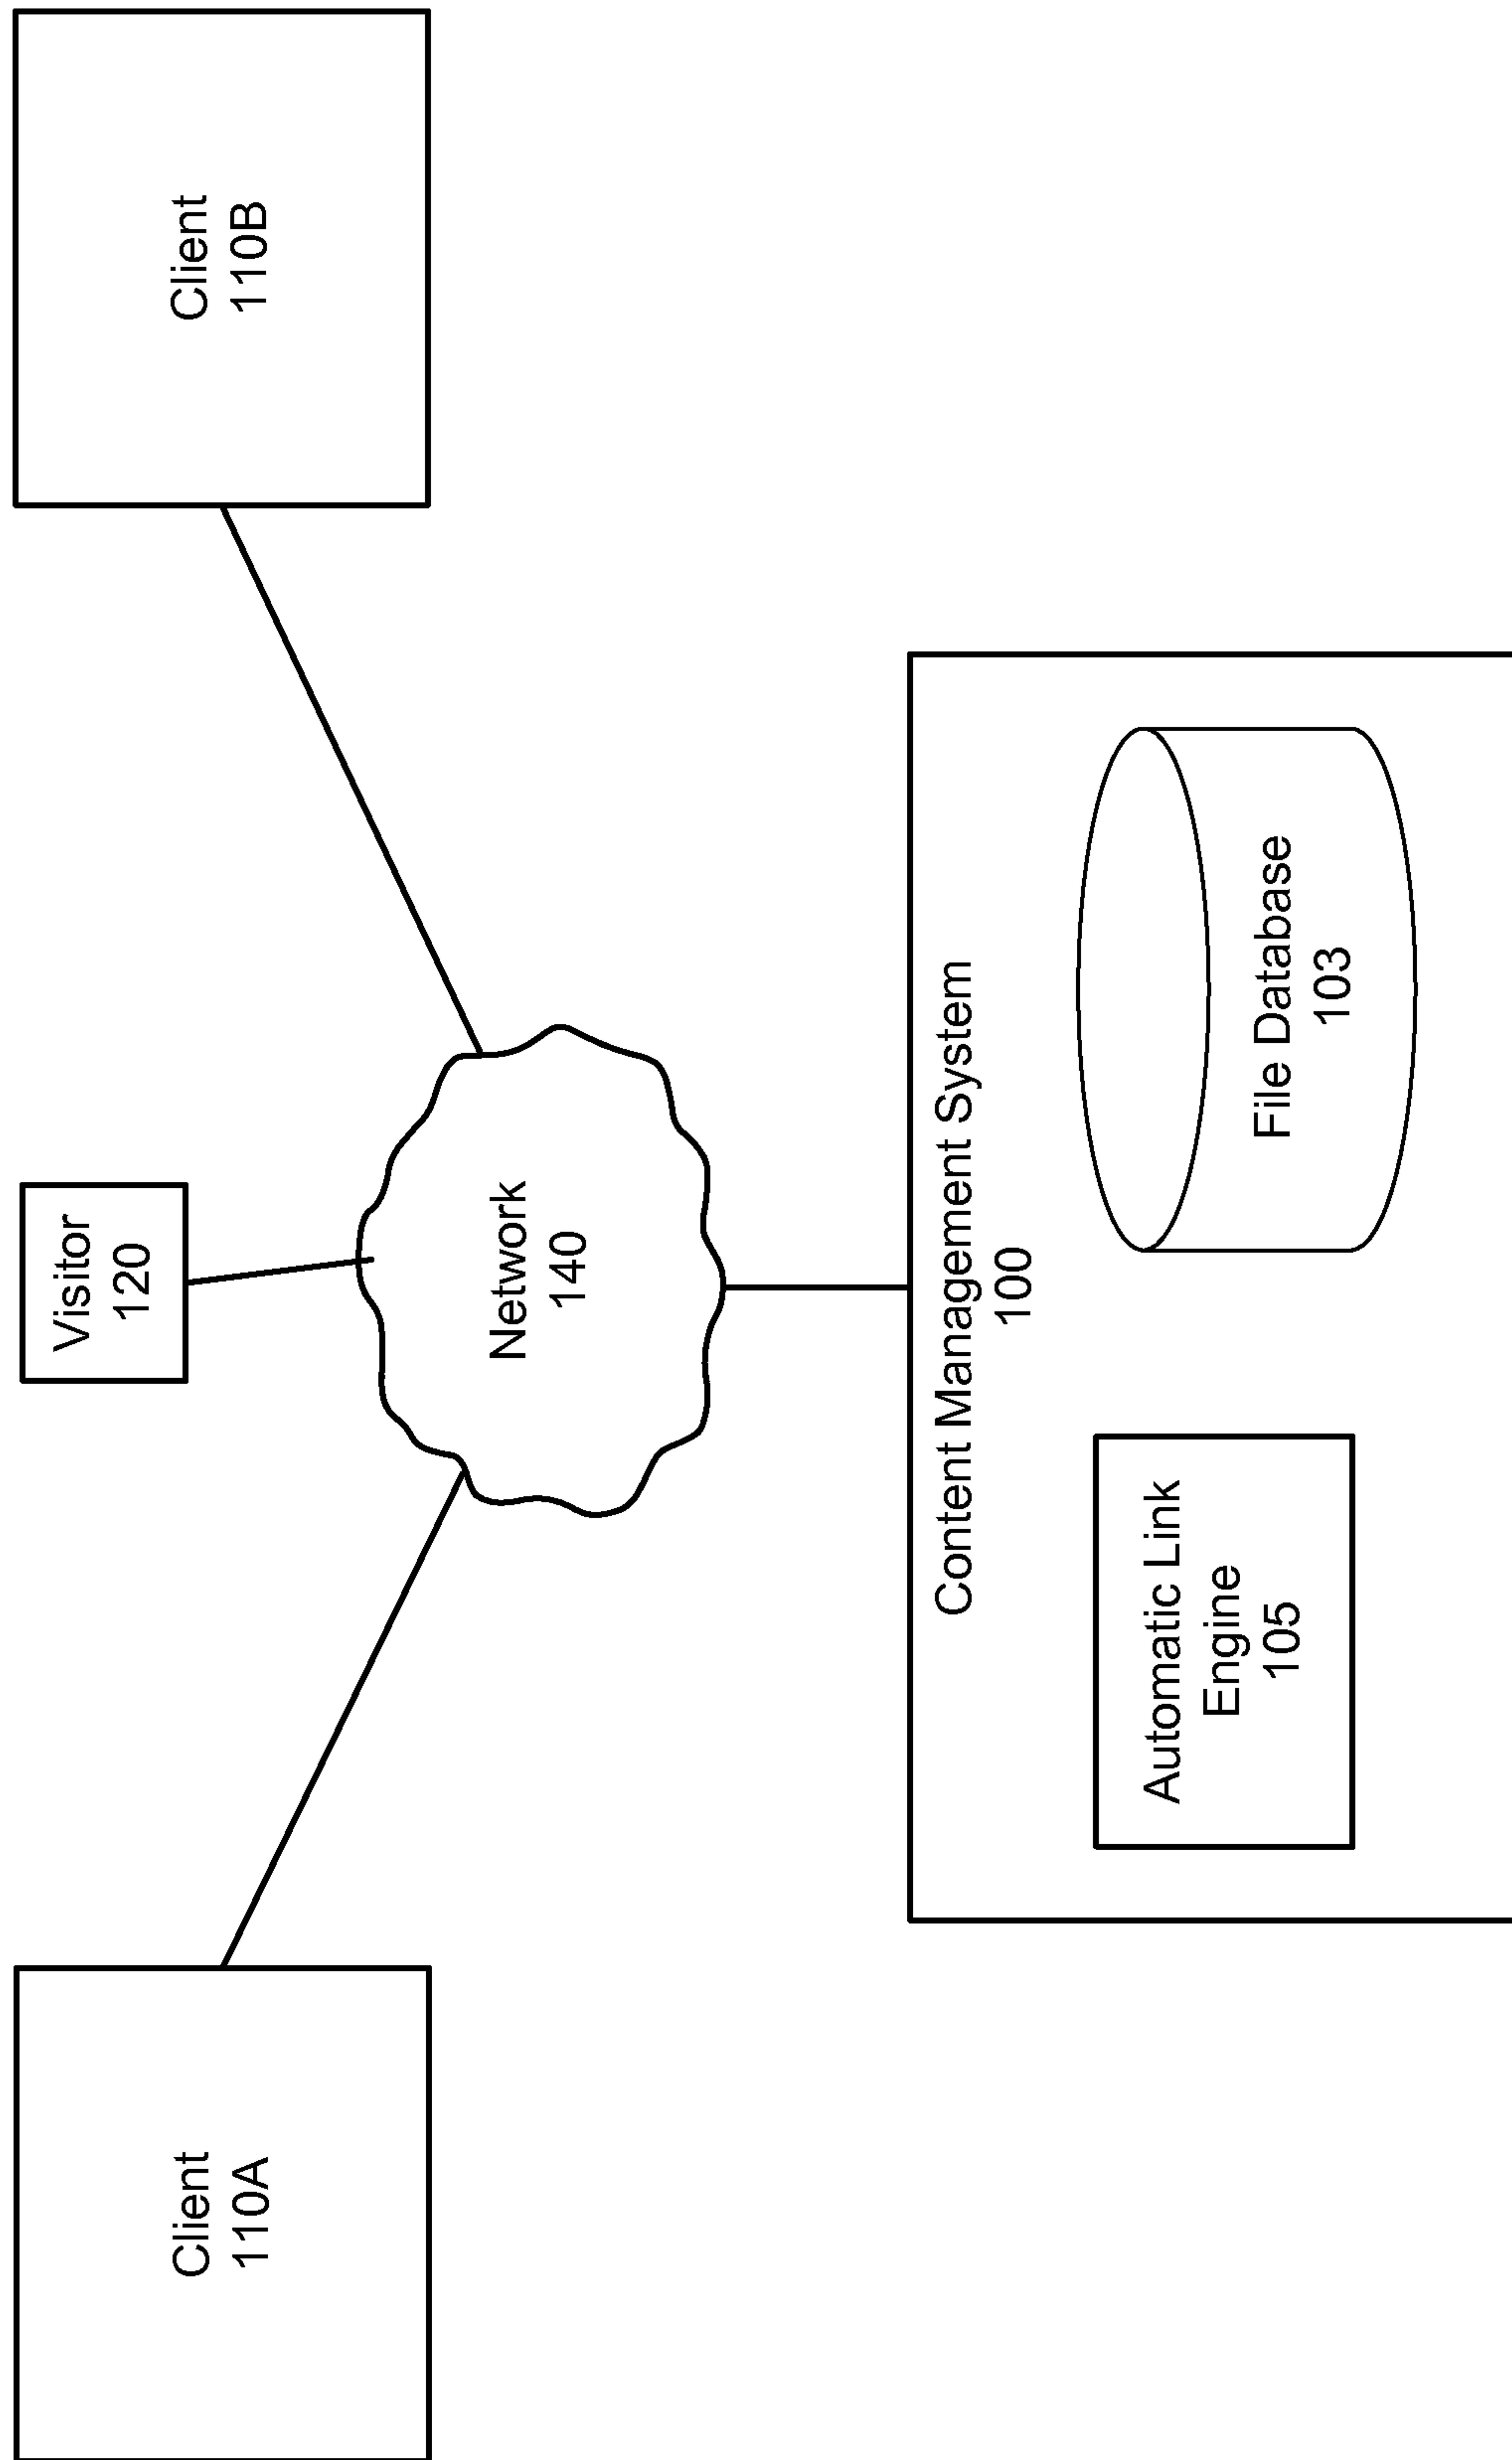 Client
110A
Visitor
120
Client
110B
Network
140
Content Management System
100
Automatic Link
Engine
105
File Database
103